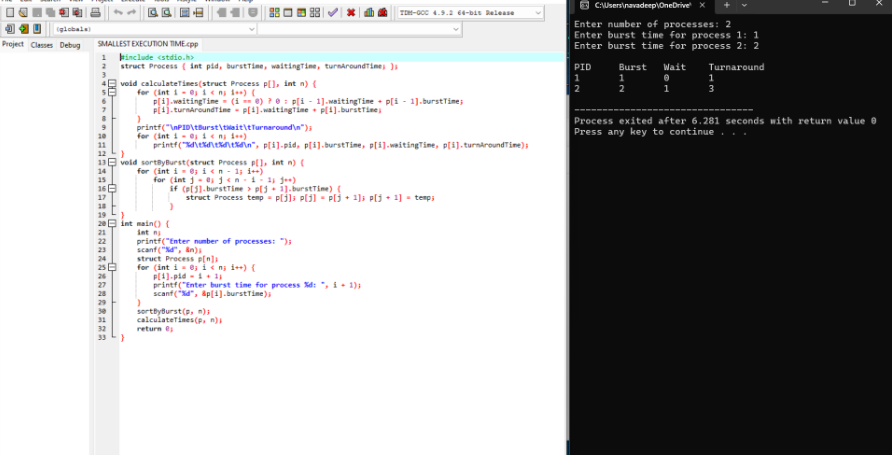 TDM-GCC 4.9.2 64-bit Release
(globals)
Project Classes Debug
SMALLEST EXECUTION TIME.cpp
1 #include <stdio.h>
2 struct Process { int pid, burstTime, waitingTime, turnAroundTime; };
3
4 void calculateTimes(struct Process p[], int n) {
5 for (int i = 0; i < n; i++) {
6 p[i].waitingTime = (i == 0) ? 0 : p[i - 1].waitingTime + p[i - 1].burstTime;
7 p[i].turnAroundTime = p[i].waitingTime + p[i].burstTime;
8 }
9 printf("\nPID\tBurst\tWait\tTurnaround\n");
10 for (int i = 0; i < n; i++)
11 printf("%d\t%d\t%d\t%d\n", p[i].pid, p[i].burstTime, p[i].waitingTime, p[i].turnAroundTime);
12 }
13 void sortByBurst(struct Process p[], int n) {
14 for (int i = 0; i < n - 1; i++)
15 for (int j = 0; j < n - i - 1; j++)
16 if (p[j].burstTime > p[j + 1].burstTime) {
17 struct Process temp = p[j]; p[j] = p[j + 1]; p[j + 1] = temp;
18 }
19 }
20 int main() {
21 int n;
22 printf("Enter number of processes: ");
23 scanf("%d", &n);
24 struct Process p[n];
25 for (int i = 0; i < n; i++) {
26 p[i].pid = i + 1;
27 printf("Enter burst time for process %d: ", i + 1);
28 scanf("%d", &p[i].burstTime);
29 }
30 sortByBurst(p, n);
31 calculateTimes(p, n);
32 return 0;
33 }
C:\Users\navadeep\OneDrive\
Enter number of processes: 2
Enter burst time for process 1: 1
Enter burst time for process 2: 2
PID Burst Wait Turnaround
1 1 0 1
2 2 1 3
--------------------------------
Process exited after 6.281 seconds with return value 0
Press any key to continue . . .